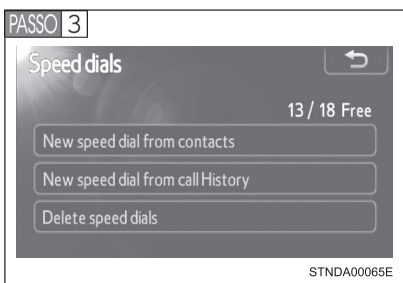 PASSO 3
Speed dials
13 / 18 Free
New speed dial from contacts
New speed dial from call History
Delete speed dials
STNDA00065E